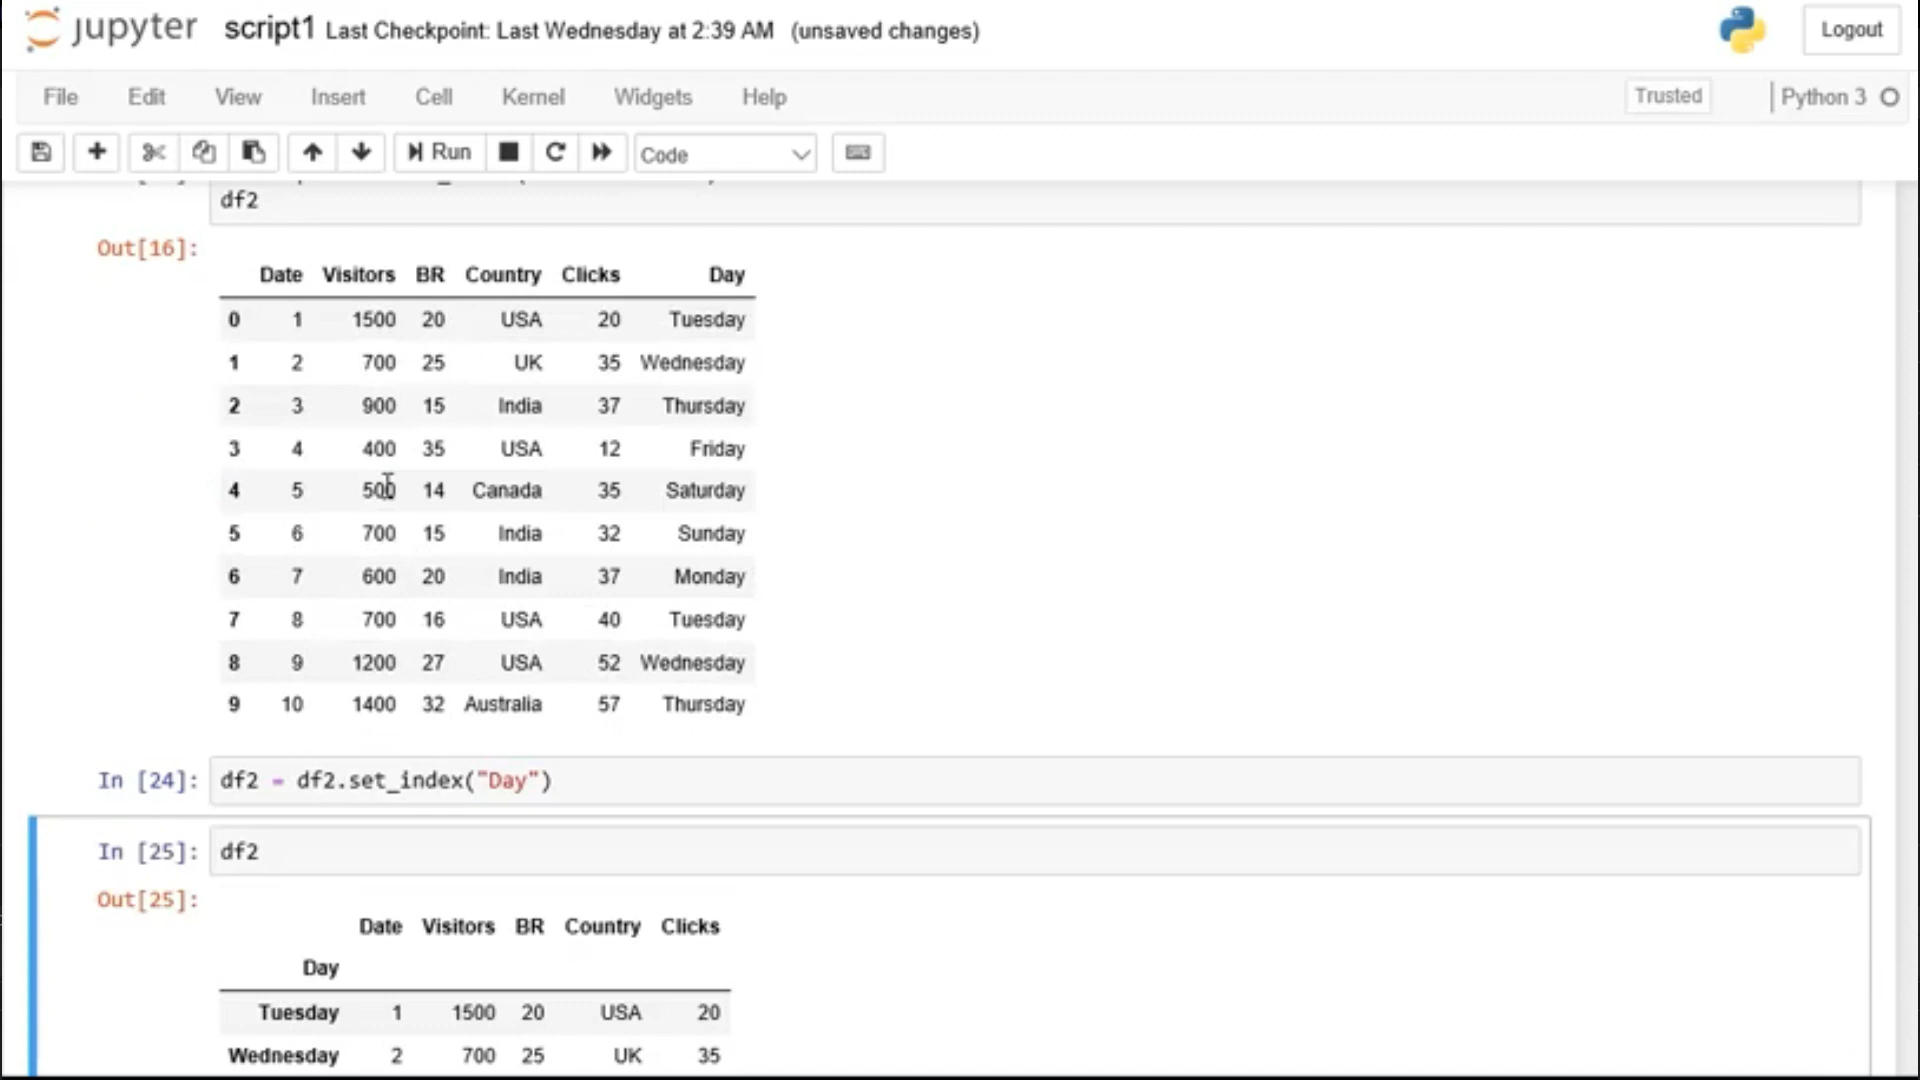 jupyter script1 Last Checkpoint: Last Wednesday at 2:39 AM (unsaved changes) Logout
File Edit View Insert Cell Kernel Widgets Help Trusted Python 3
Run Code
df2
Out[16]:
Date Visitors BR Country Clicks Day
0 1 1500 20 USA 20 Tuesday
1 2 700 25 UK 35 Wednesday
2 3 900 15 India 37 Thursday
3 4 400 35 USA 12 Friday
4 5 500 14 Canada 35 Saturday
5 6 700 15 India 32 Sunday
6 7 600 20 India 37 Monday
7 8 700 16 USA 40 Tuesday
8 9 1200 27 USA 52 Wednesday
9 10 1400 32 Australia 57 Thursday
In [24]: df2 = df2.set_index("Day")
In [25]: df2
Out[25]:
Date Visitors BR Country Clicks
Day
Tuesday 1 1500 20 USA 20
Wednesday 2 700 25 UK 35